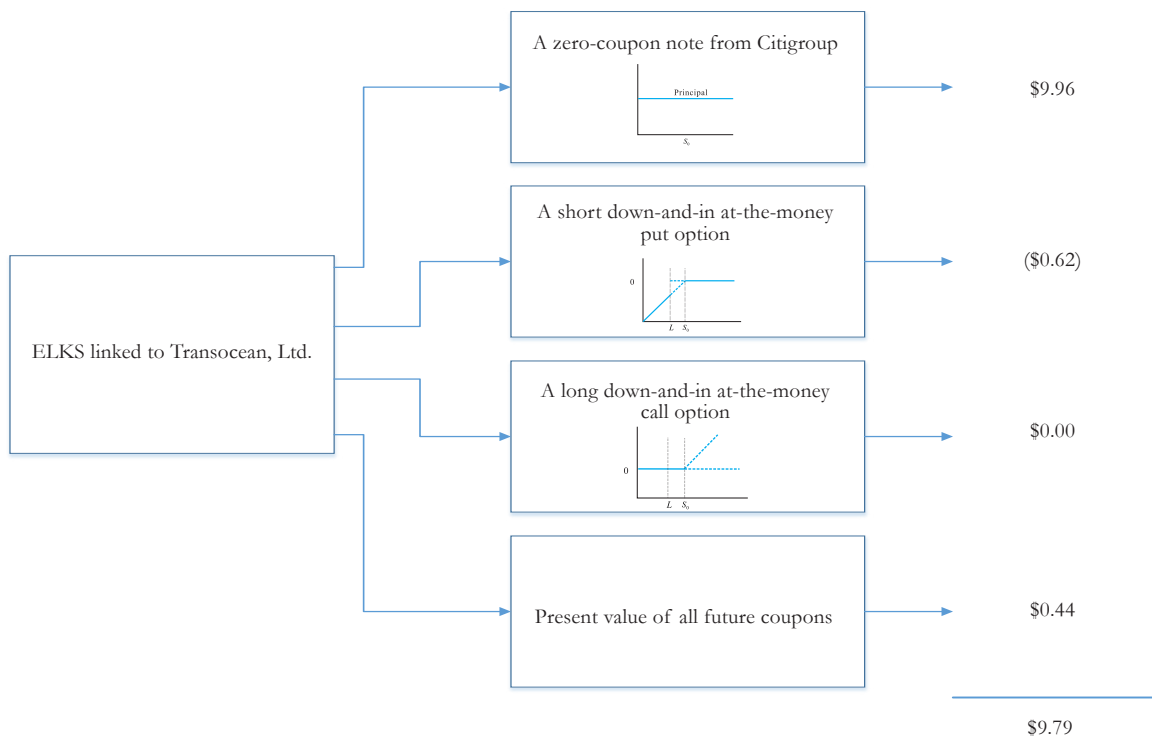 A zero-coupon note from Citigroup
Principal
S₀
$9.96
A short down-and-in at-the-money
put option
0
L S₀
($0.62)
ELKS linked to Transocean, Ltd.
A long down-and-in at-the-money
call option
0
L S₀
$0.00
Present value of all future coupons
$0.44
$9.79